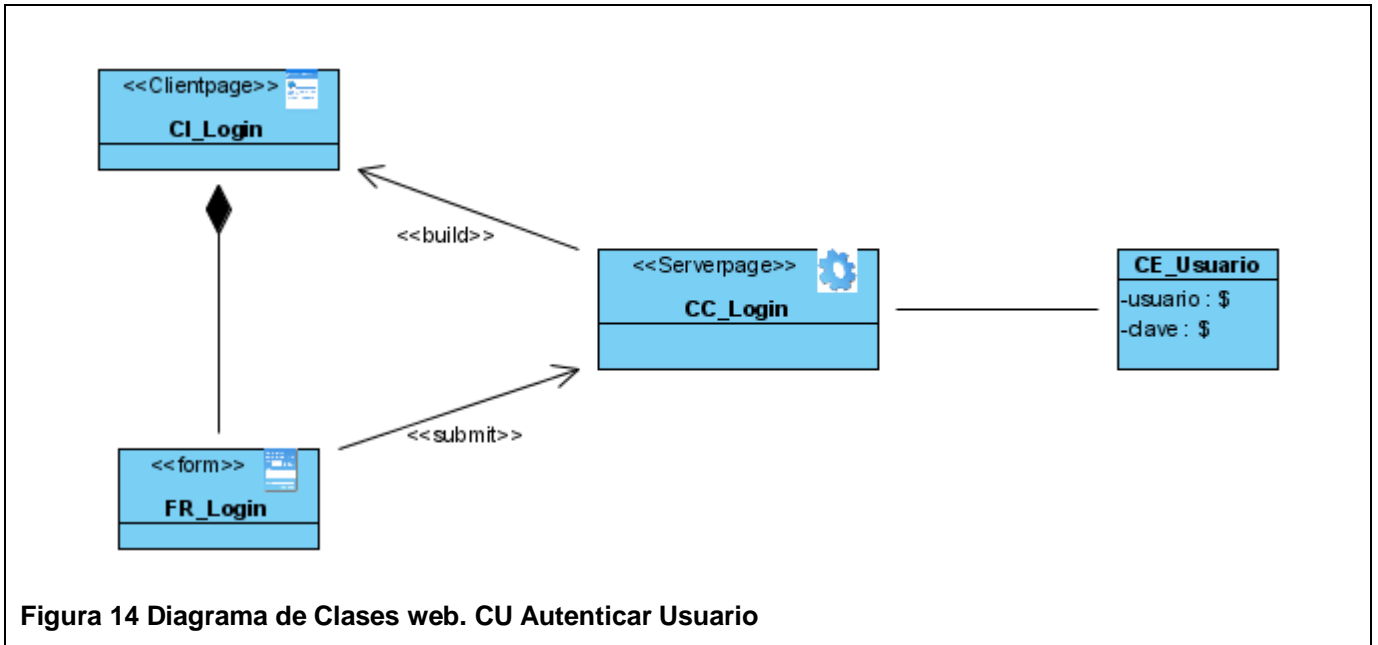 <<Clientpage>>
CI_Login
<<build>>
<<Serverpage>>
CC_Login
CE_Usuario
-usuario : $
-clave : $
<<submit>>
<<form>>
FR_Login
Figura 14 Diagrama de Clases web. CU Autenticar Usuario